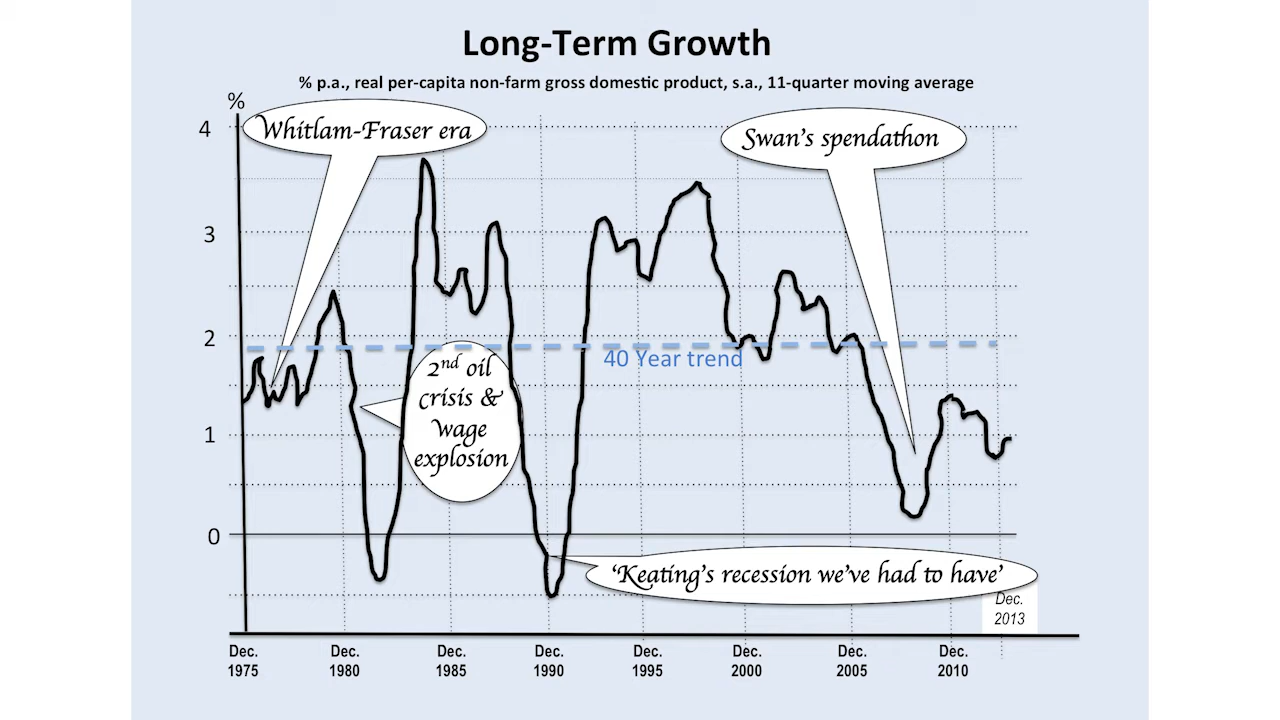 Long-Term Growth
% p.a., real per-capita non-farm gross domestic product, s.a., 11-quarter moving average
%
Whitlam-Fraser era
Swan's spendathon
4
3
2
1
0
40 Year trend
2nd oil
crisis &
wage
explosion
'Keating's recession we've had to have'
Dec.
2013
Dec.
1975
Dec.
1980
Dec.
1985
Dec.
1990
Dec.
1995
Dec.
2000
Dec.
2005
Dec.
2010